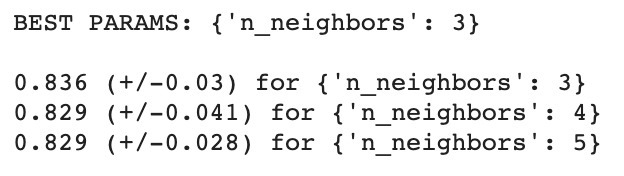 BEST PARAMS: {'n_neighbors': 3}
0.836 (+/-0.03) for {'n_neighbors': 3}
0.829 (+/-0.041) for {'n_neighbors': 4}
0.829 (+/-0.028) for {'n_neighbors': 5}